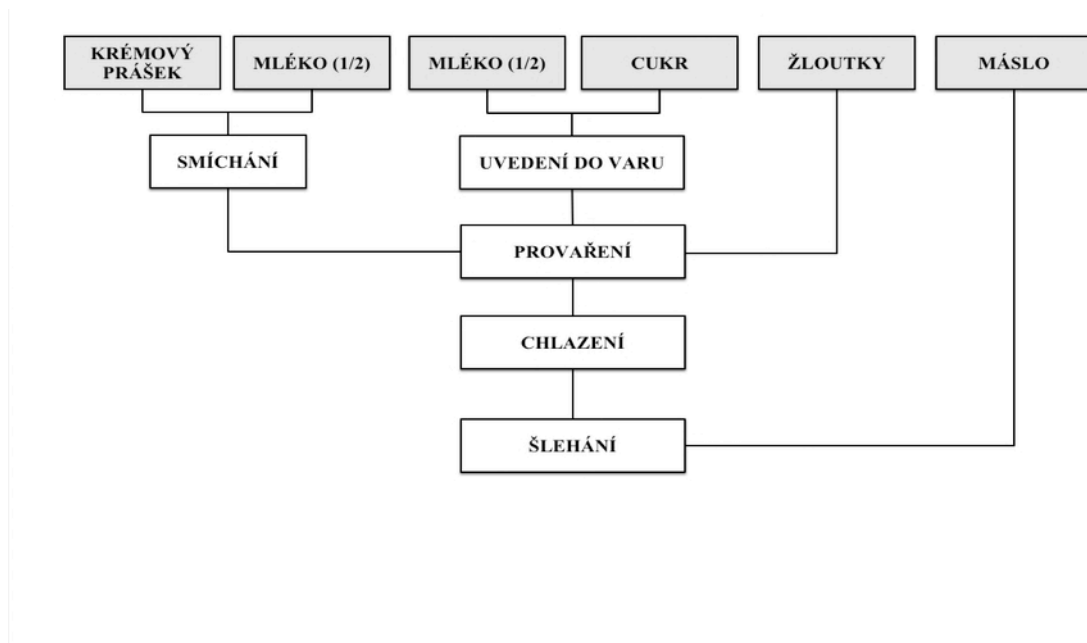 KRÉMOVÝ
PRÁŠEK
MLÉKO (1/2)
MLÉKO (1/2)
CUKR
ŽLOUTKY
MÁSLO
SMÍCHÁNÍ
UVEDENÍ DO VARU
PROVAŘENÍ
CHLAZENÍ
ŠLEHÁNÍ